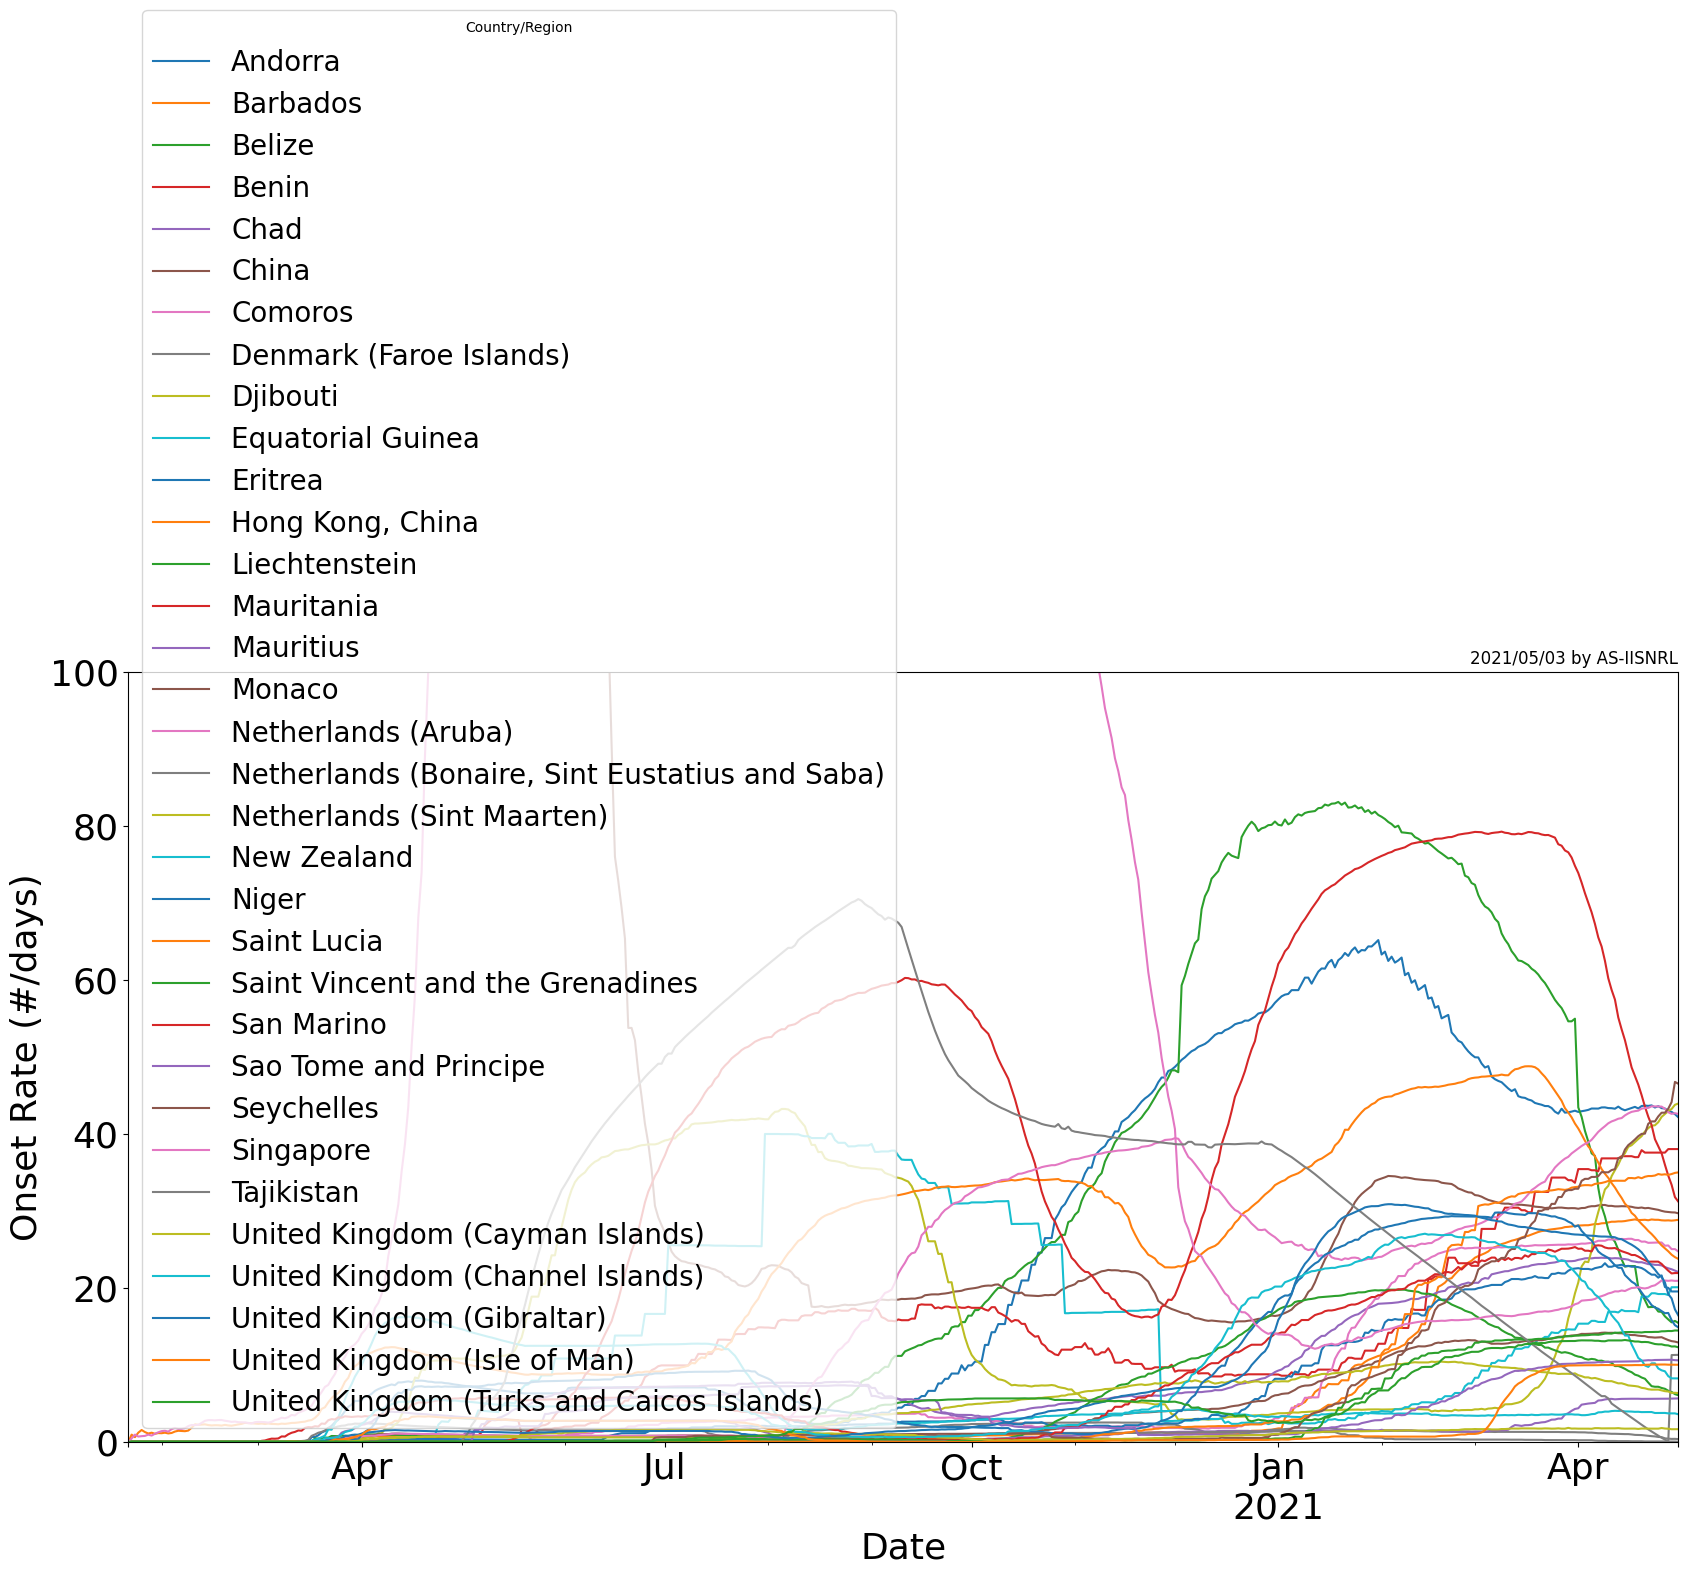 Country/Region
Andorra
Barbados
Belize
Benin
Chad
China
Comoros
Denmark (Faroe Islands)
Djibouti
Equatorial Guinea
Eritrea
Hong Kong, China
Liechtenstein
Mauritania
Mauritius
Monaco
Netherlands (Aruba)
Netherlands (Bonaire, Sint Eustatius and Saba)
Netherlands (Sint Maarten)
New Zealand
Niger
Saint Lucia
Saint Vincent and the Grenadines
San Marino
Sao Tome and Principe
Seychelles
Singapore
Tajikistan
United Kingdom (Cayman Islands)
United Kingdom (Channel Islands)
United Kingdom (Gibraltar)
United Kingdom (Isle of Man)
United Kingdom (Turks and Caicos Islands)
2021/05/03 by AS-IISNRL
100
80
60
40
20
0
Onset Rate (#/days)
Apr
Jul
Oct
Jan
2021
Apr
Date